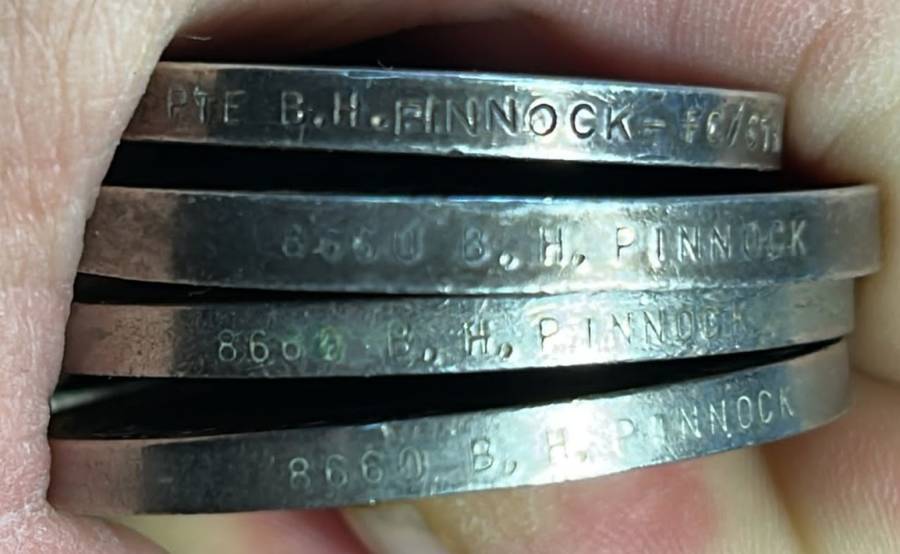 PTE B.H. PINNOCK-
8660 B. H. PINNOCK
8660 B. H. PINNOCK
8660 B. H. PINNOCK